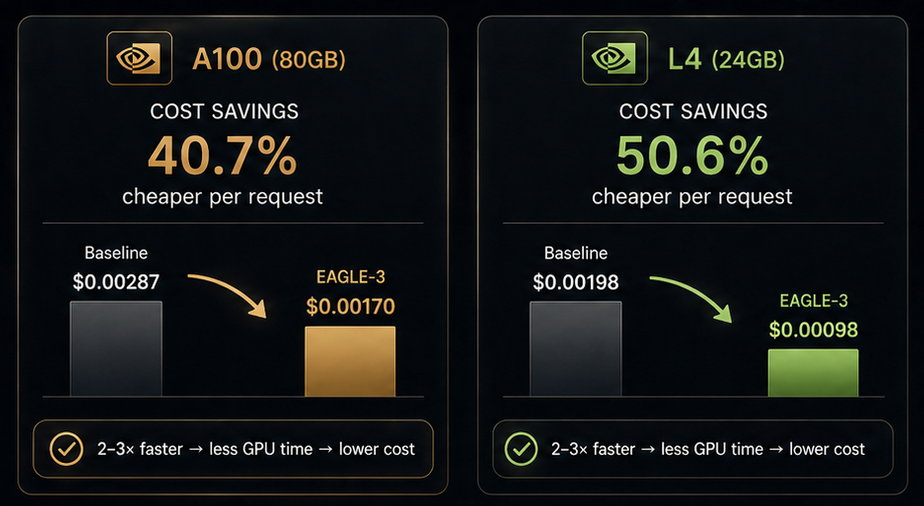 A100 (80GB)
COST SAVINGS
40.7%
cheaper per request
Baseline
$0.00287
EAGLE-3
$0.00170
2–3× faster → less GPU time → lower cost
L4 (24GB)
COST SAVINGS
50.6%
cheaper per request
Baseline
$0.00198
EAGLE-3
$0.00098
2–3× faster → less GPU time → lower cost